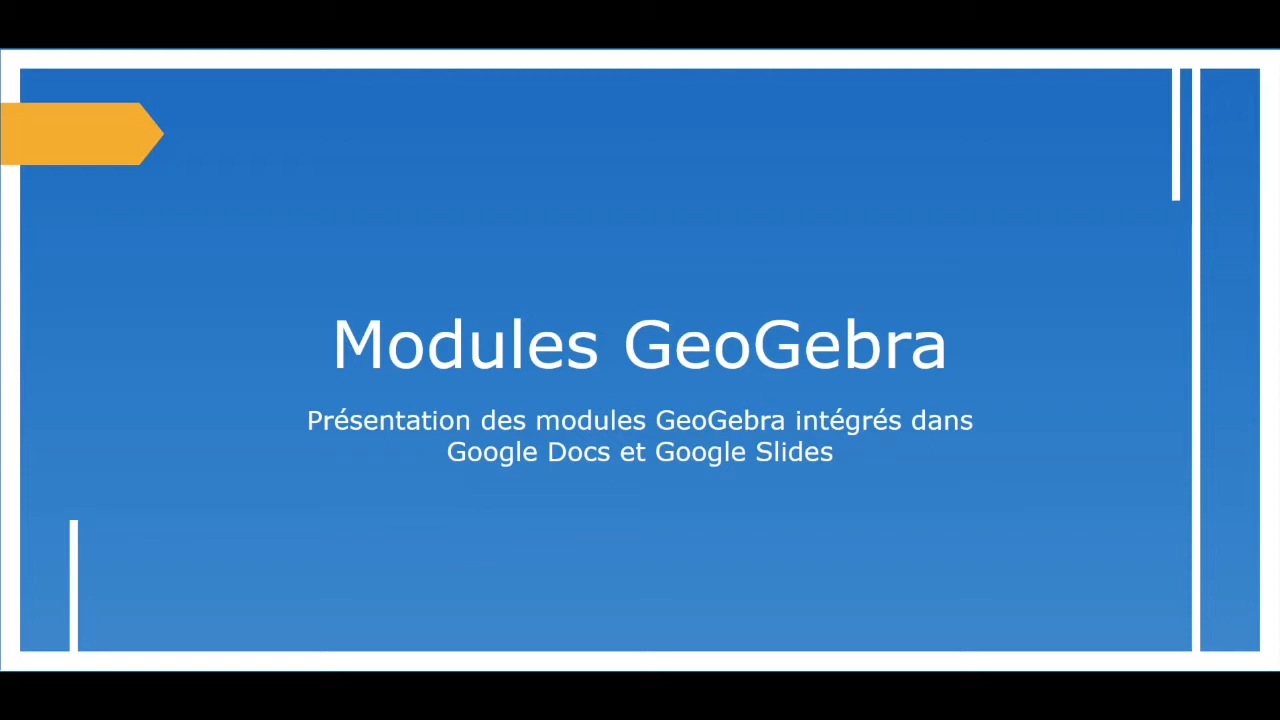 Modules GeoGebra
Présentation des modules GeoGebra intégrés dans
Google Docs et Google Slides